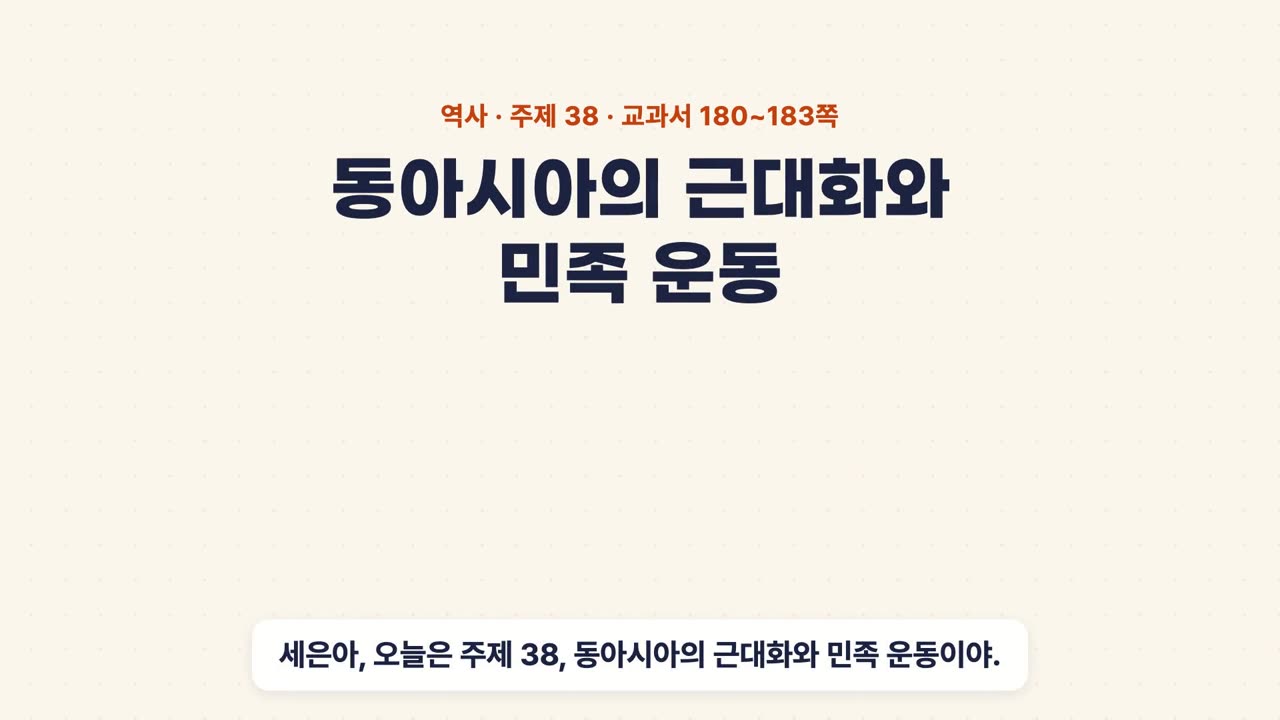 역사 · 주제 38 · 교과서 180~183쪽
동아시아의 근대화와
민족 운동
세은아, 오늘은 주제 38, 동아시아의 근대화와 민족 운동이야.